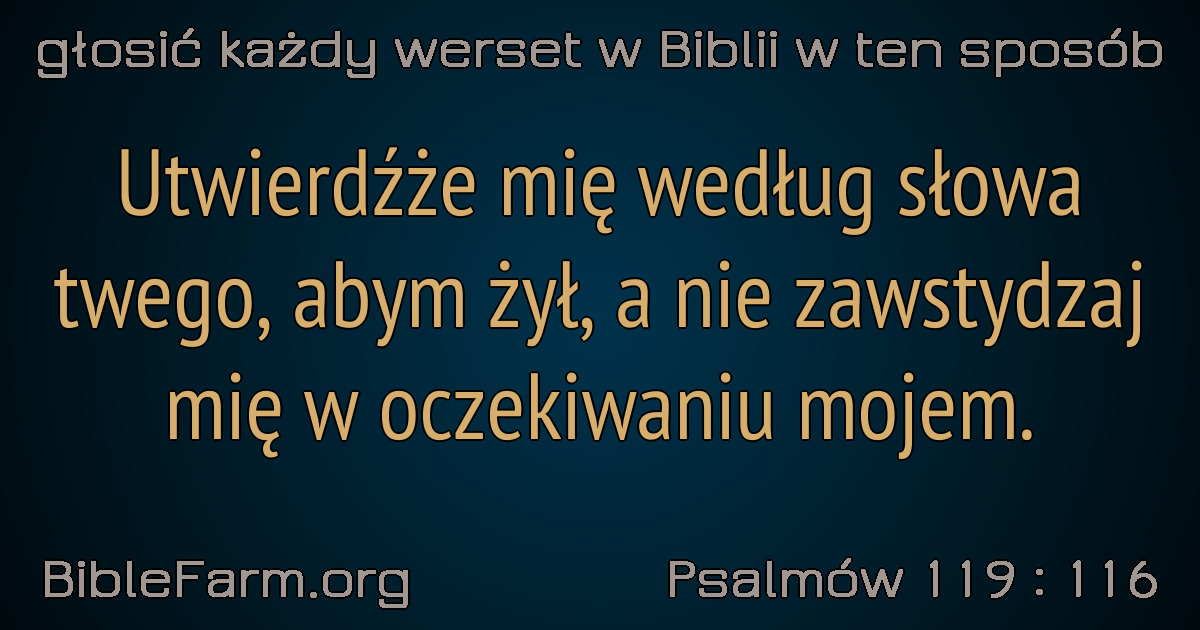 głosić każdy werset w Biblii w ten sposób
Utwierdźże mię według słowa
twego, abym żył, a nie zawstydzaj
mię w oczekiwaniu mojem.
BibleFarm.org
Psalmów 119 : 116